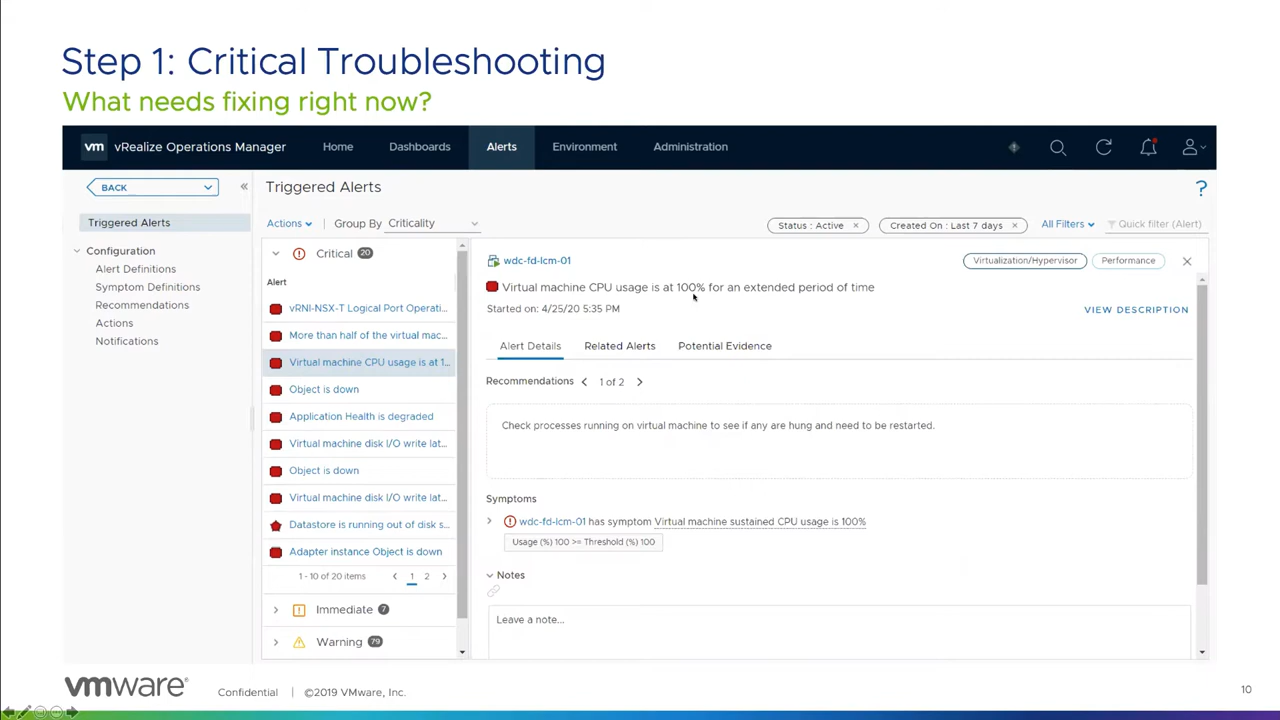 Step 1: Critical Troubleshooting
What needs fixing right now?
vm vRealize Operations Manager Home Dashboards Alerts Environment Administration
BACK
Triggered Alerts
Configuration
Alert Definitions
Symptom Definitions
Recommendations
Actions
Notifications
Triggered Alerts
?
Actions | Group By Criticality
Status : Active × Created On : Last 7 days × All Filters Quick filter (Alert)
Critical 20
Alert
vRNI-NSX-T Logical Port Operati...
More than half of the virtual mac...
Virtual machine CPU usage is at 1...
Object is down
Application Health is degraded
Virtual machine disk I/O write lat...
Object is down
Virtual machine disk I/O write lat...
Datastore is running out of disk s...
Adapter instance Object is down
1 - 10 of 20 items 1 2
Immediate 7
Warning 79
wdc-fd-lcm-01 Virtualization/Hypervisor Performance
Virtual machine CPU usage is at 100% for an extended period of time
Started on: 4/25/20 5:35 PM VIEW DESCRIPTION
Alert Details Related Alerts Potential Evidence
Recommendations 1 of 2
Check processes running on virtual machine to see if any are hung and need to be restarted.
Symptoms
wdc-fd-lcm-01 has symptom Virtual machine sustained CPU usage is 100%
Usage (%) 100 >= Threshold (%) 100
Notes
Leave a note...
vmware® Confidential | ©2019 VMware, Inc. 10